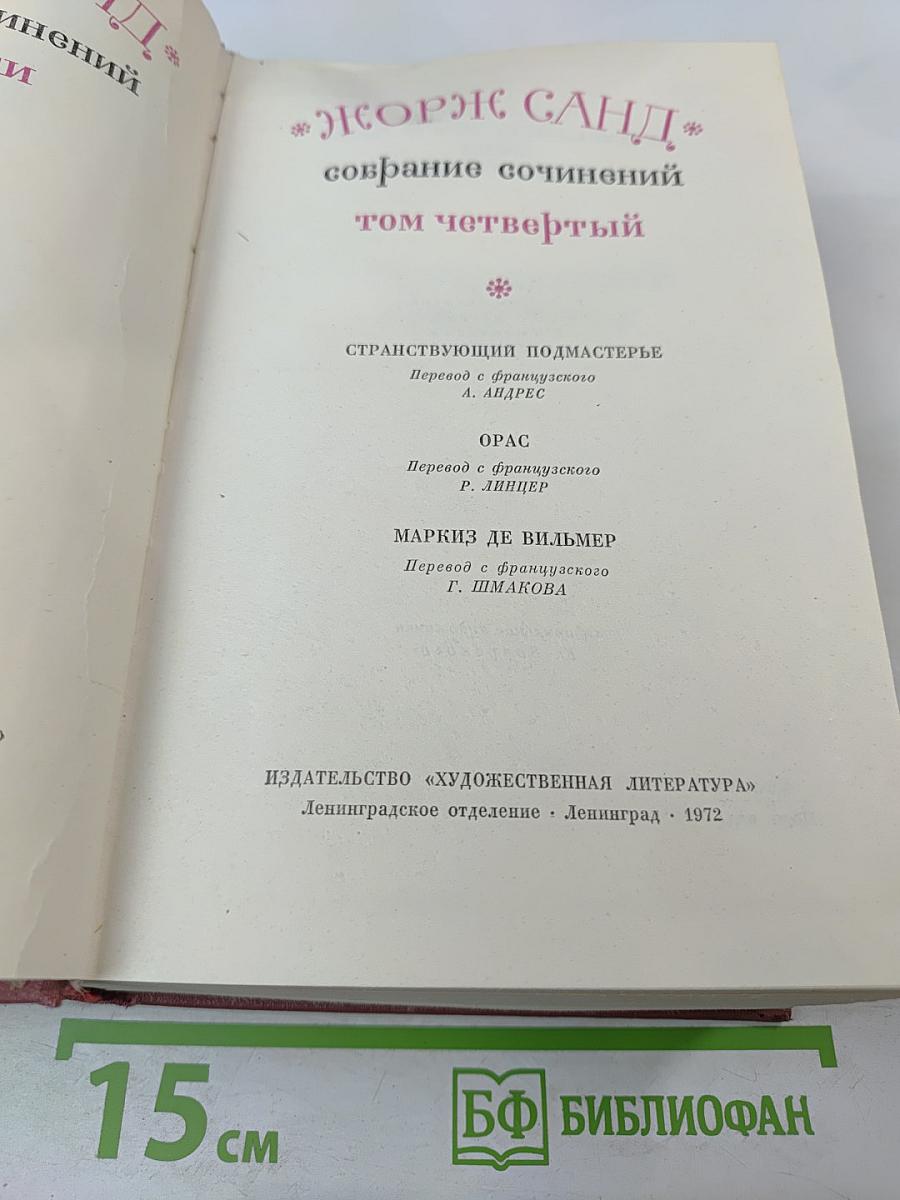 Д
инений
и
»
ЖОРЖ САНД
собрание сочинений
том четвертый
СТРАНСТВУЮЩИЙ ПОДМАСТЕРЬЕ
Перевод с французского
А. АНДРЕС
ОРАС
Перевод с французского
Р. ЛИНЦЕР
МАРКИЗ ДЕ ВИЛЬМЕР
Перевод с французского
Г. ШМАКОВА
ИЗДАТЕЛЬСТВО «ХУДОЖЕСТВЕННАЯ ЛИТЕРАТУРА»
Ленинградское отделение · Ленинград · 1972
15 см
БФ БИБЛИОФАН